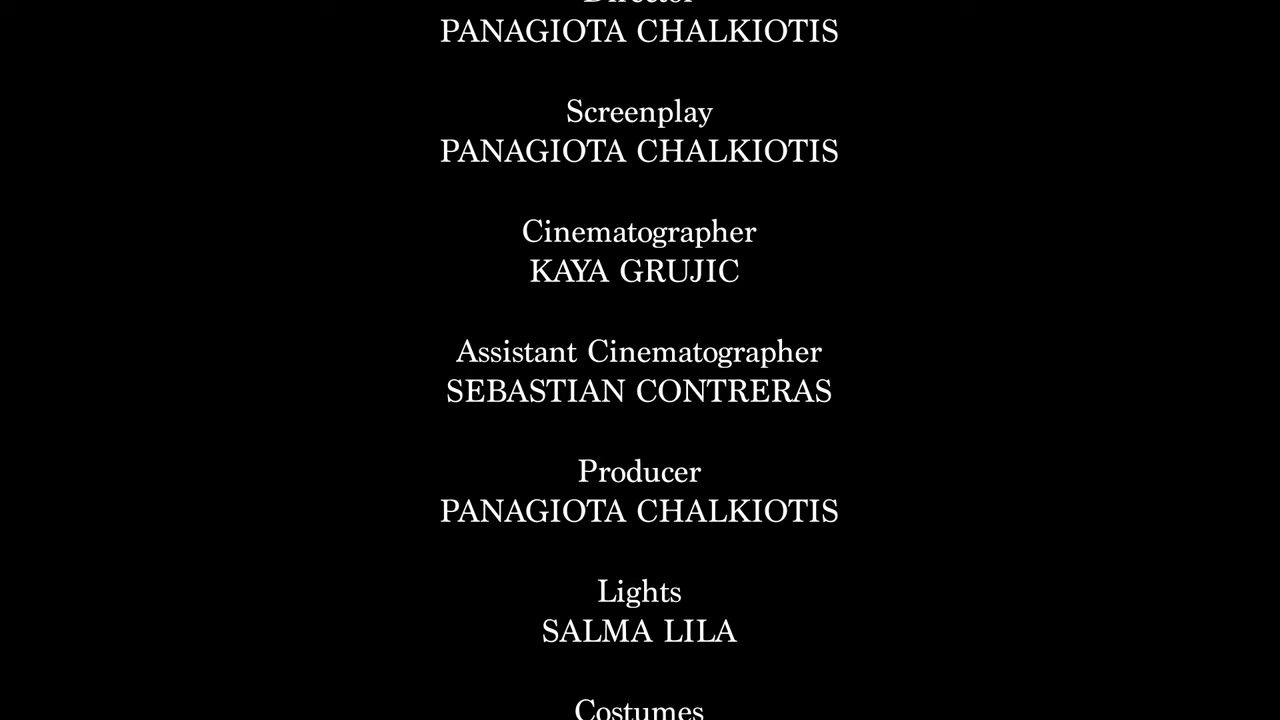 Director
PANAGIOTA CHALKIOTIS
Screenplay
PANAGIOTA CHALKIOTIS
Cinematographer
KAYA GRUJIC
Assistant Cinematographer
SEBASTIAN CONTRERAS
Producer
PANAGIOTA CHALKIOTIS
Lights
SALMA LILA
Costumes